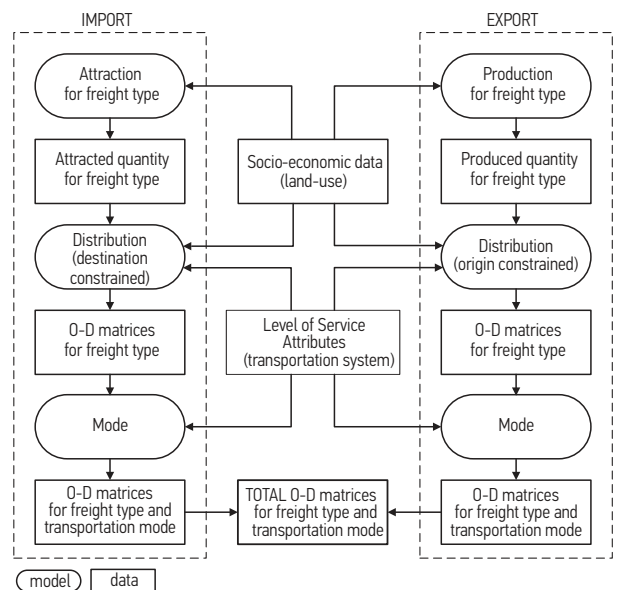 IMPORT
EXPORT
Attraction
for freight type
Production
for freight type
Attracted quantity
for freight type
Socio-economic data
(land-use)
Produced quantity
for freight type
Distribution
(destination
constrained)
Distribution
(origin constrained)
O-D matrices
for freight type
Level of Service
Attributes
(transportation system)
O-D matrices
for freight type
Mode
Mode
O-D matrices
for freight type and
transportation mode
TOTAL O-D matrices
for freight type and
transportation mode
O-D matrices
for freight type and
transportation mode
model
data